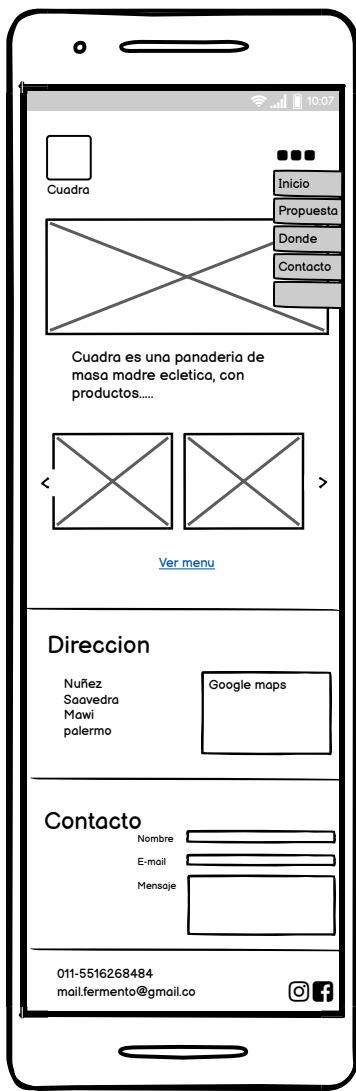 10:07
Cuadra
Inicio
Propuesta
Donde
Contacto
Cuadra es una panaderia de
masa madre ecletica, con
productos.....
<
>
Ver menu
Direccion
Nuñez
Saavedra
Mawi
palermo
Google maps
Contacto
Nombre
E-mail
Mensaje
011-5516268484
mail.fermento@gmail.co